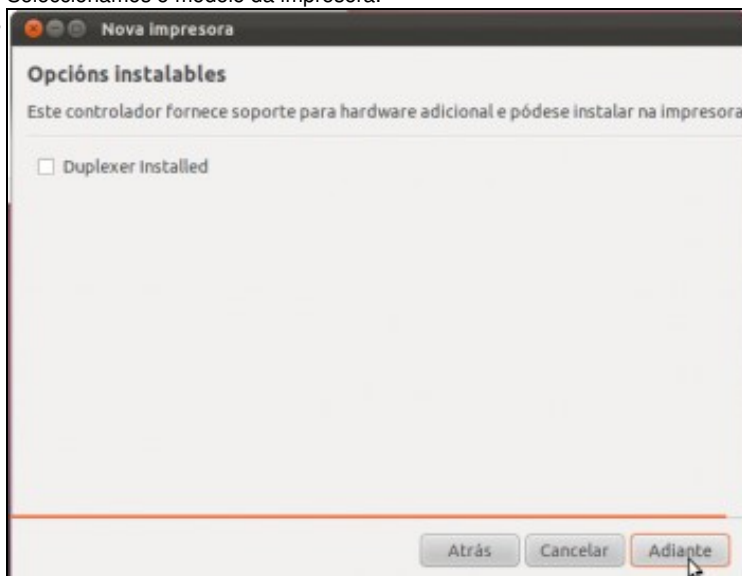 Seleccionamos o modelo da impresora.
Nova impresora
Opcións instalables
Este controlador fornece soporte para hardware adicional e pódese instalar na impresora
Duplexer Installed
Atrás Cancelar Adiante